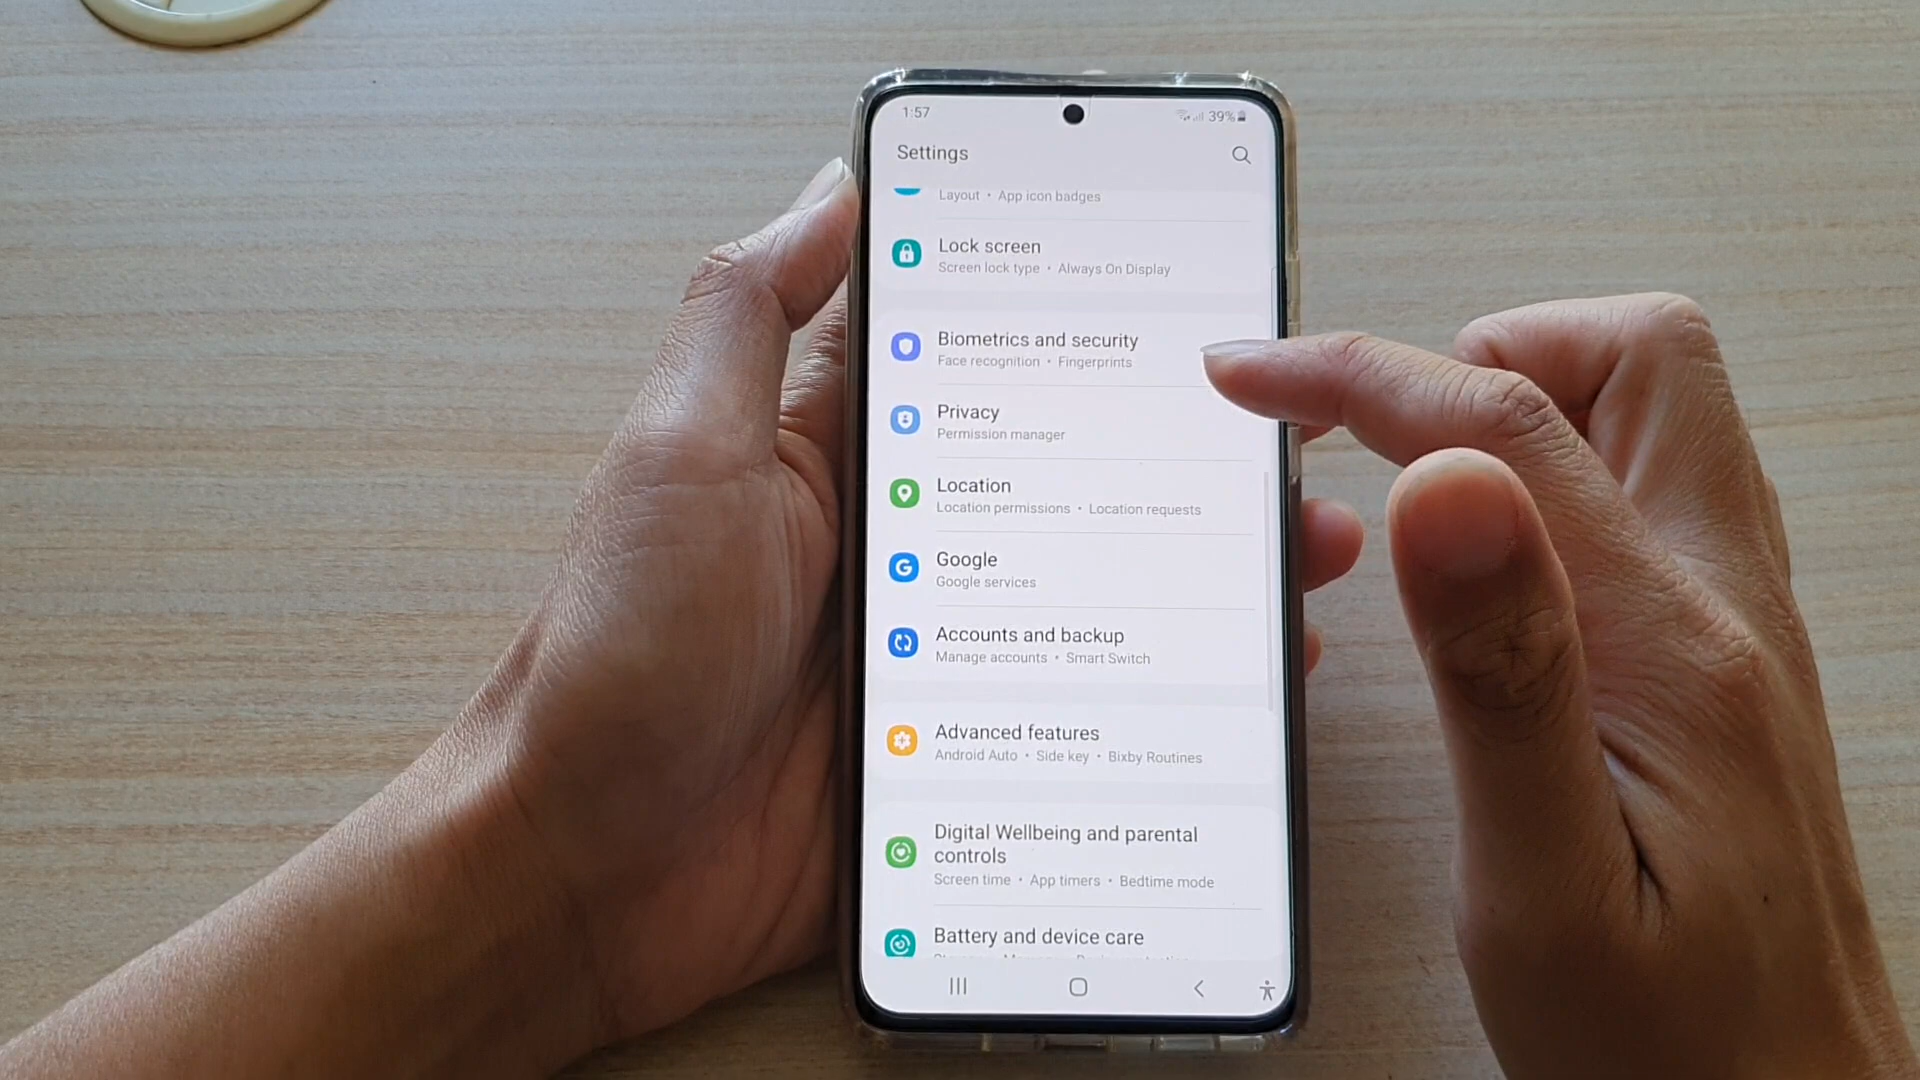 1:57
39%
Settings
Layout • App icon badges
Lock screen
Screen lock type • Always On Display
Biometrics and security
Face recognition • Fingerprints
Privacy
Permission manager
Location
Location permissions • Location requests
Google
Google services
Accounts and backup
Manage accounts • Smart Switch
Advanced features
Android Auto • Side key • Bixby Routines
Digital Wellbeing and parental
controls
Screen time • App timers • Bedtime mode
Battery and device care